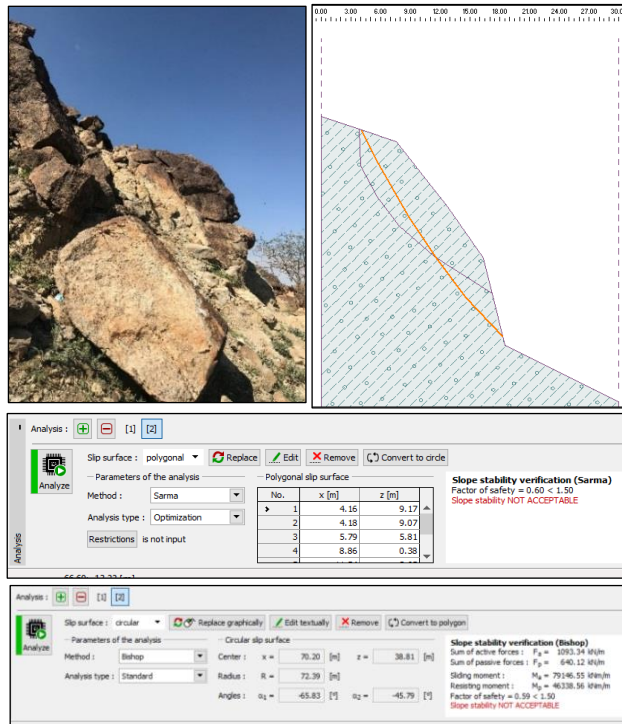 0.00 3.00 6.00 9.00 12.00 15.00 18.00 21.00 24.00 27.00 30.0
Analysis : [1] [2]
Analyze
Analysis
Slip surface : polygonal Replace Edit Remove Convert to circle
Parameters of the analysis
Method : Sarma
Analysis type : Optimization
Restrictions is not input
Polygonal slip surface
No. x [m] z [m]
> 1 4.16 9.17
2 4.18 9.07
3 5.79 5.81
4 8.86 0.38
Slope stability verification (Sarma)
Factor of safety = 0.60 < 1.50
Slope stability NOT ACCEPTABLE
Analysis : [1] [2]
Analyze
Slip surface : circular Replace graphically Edit textually Remove Convert to polygon
Parameters of the analysis
Method : Bishop
Analysis type : Standard
Circular slip surface
Center : x = 70.20 [m] z = 38.81 [m]
Radius : R = 72.39 [m]
Angles : α1 = -65.83 [°] α2 = -45.79 [°]
Slope stability verification (Bishop)
Sum of active forces : Fa = 1093.34 kN/m
Sum of passive forces : Fp = 640.12 kN/m
Sliding moment : Ma = 79146.55 kNm/m
Resisting moment : Mp = 46338.56 kNm/m
Factor of safety = 0.59 < 1.50
Slope stability NOT ACCEPTABLE